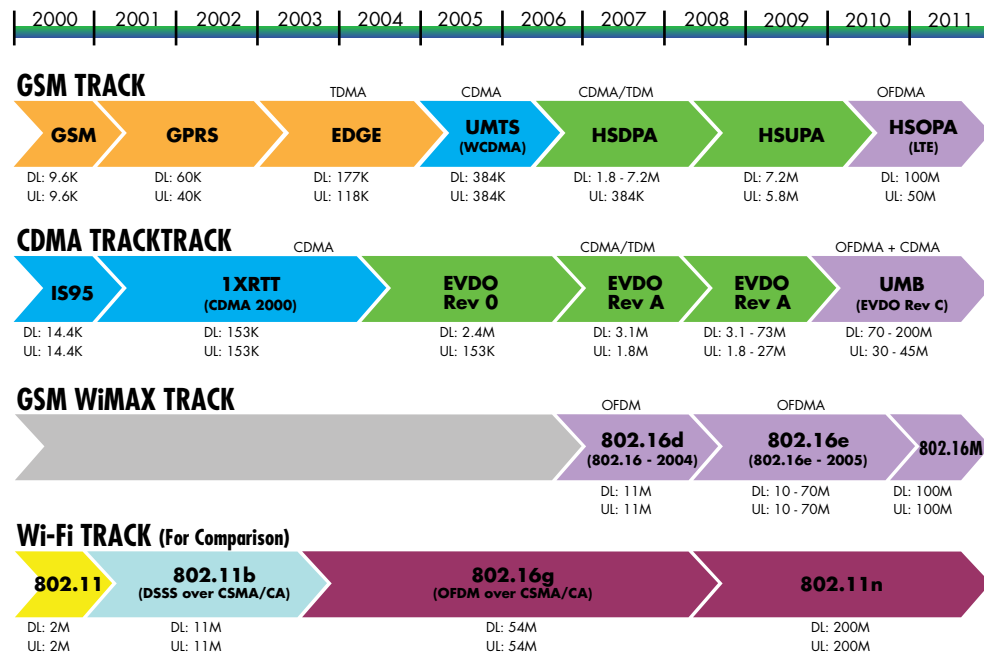 2000 2001 2002 2003 2004 2005 2006 2007 2008 2009 2010 2011
GSM TRACK
TDMA CDMA CDMA/TDM OFDMA
GSM GPRS EDGE UMTS (WCDMA) HSDPA HSUPA HSOPA (LTE)
DL: 9.6K DL: 60K DL: 177K DL: 384K DL: 1.8 - 7.2M DL: 7.2M DL: 100M
UL: 9.6K UL: 40K UL: 118K UL: 384K UL: 384K UL: 5.8M UL: 50M
CDMA TRACKTRACK
CDMA CDMA/TDM OFDMA + CDMA
IS95 1XRTT (CDMA 2000) EVDO Rev 0 EVDO Rev A EVDO Rev A UMB (EVDO Rev C)
DL: 14.4K DL: 153K DL: 2.4M DL: 3.1M DL: 3.1 - 73M DL: 70 - 200M
UL: 14.4K UL: 153K UL: 153K UL: 1.8M UL: 1.8 - 27M UL: 30 - 45M
GSM WiMAX TRACK
OFDM OFDMA
802.16d (802.16 - 2004) 802.16e (802.16e - 2005) 802.16M
DL: 11M DL: 10 - 70M DL: 100M
UL: 11M UL: 10 - 70M UL: 100M
Wi-Fi TRACK (For Comparison)
802.11 802.11b (DSSS over CSMA/CA) 802.16g (OFDM over CSMA/CA) 802.11n
DL: 2M DL: 11M DL: 54M DL: 200M
UL: 2M UL: 11M UL: 54M UL: 200M